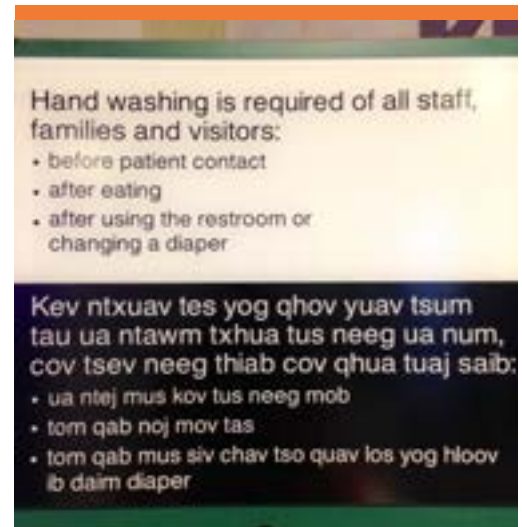 Hand washing is required of all staff,
families and visitors:
• before patient contact
• after eating
• after using the restroom or
changing a diaper
Kev ntxuav tes yog qhov yuav tsum
tau ua ntawm txhua tus neeg ua num,
cov tsev neeg thiab cov qhua tuaj saib:
• ua ntej mus kov tus neeg mob
• tom qab noj mov tas
• tom qab mus siv chav tso quav los yog hloov
ib daim diaper